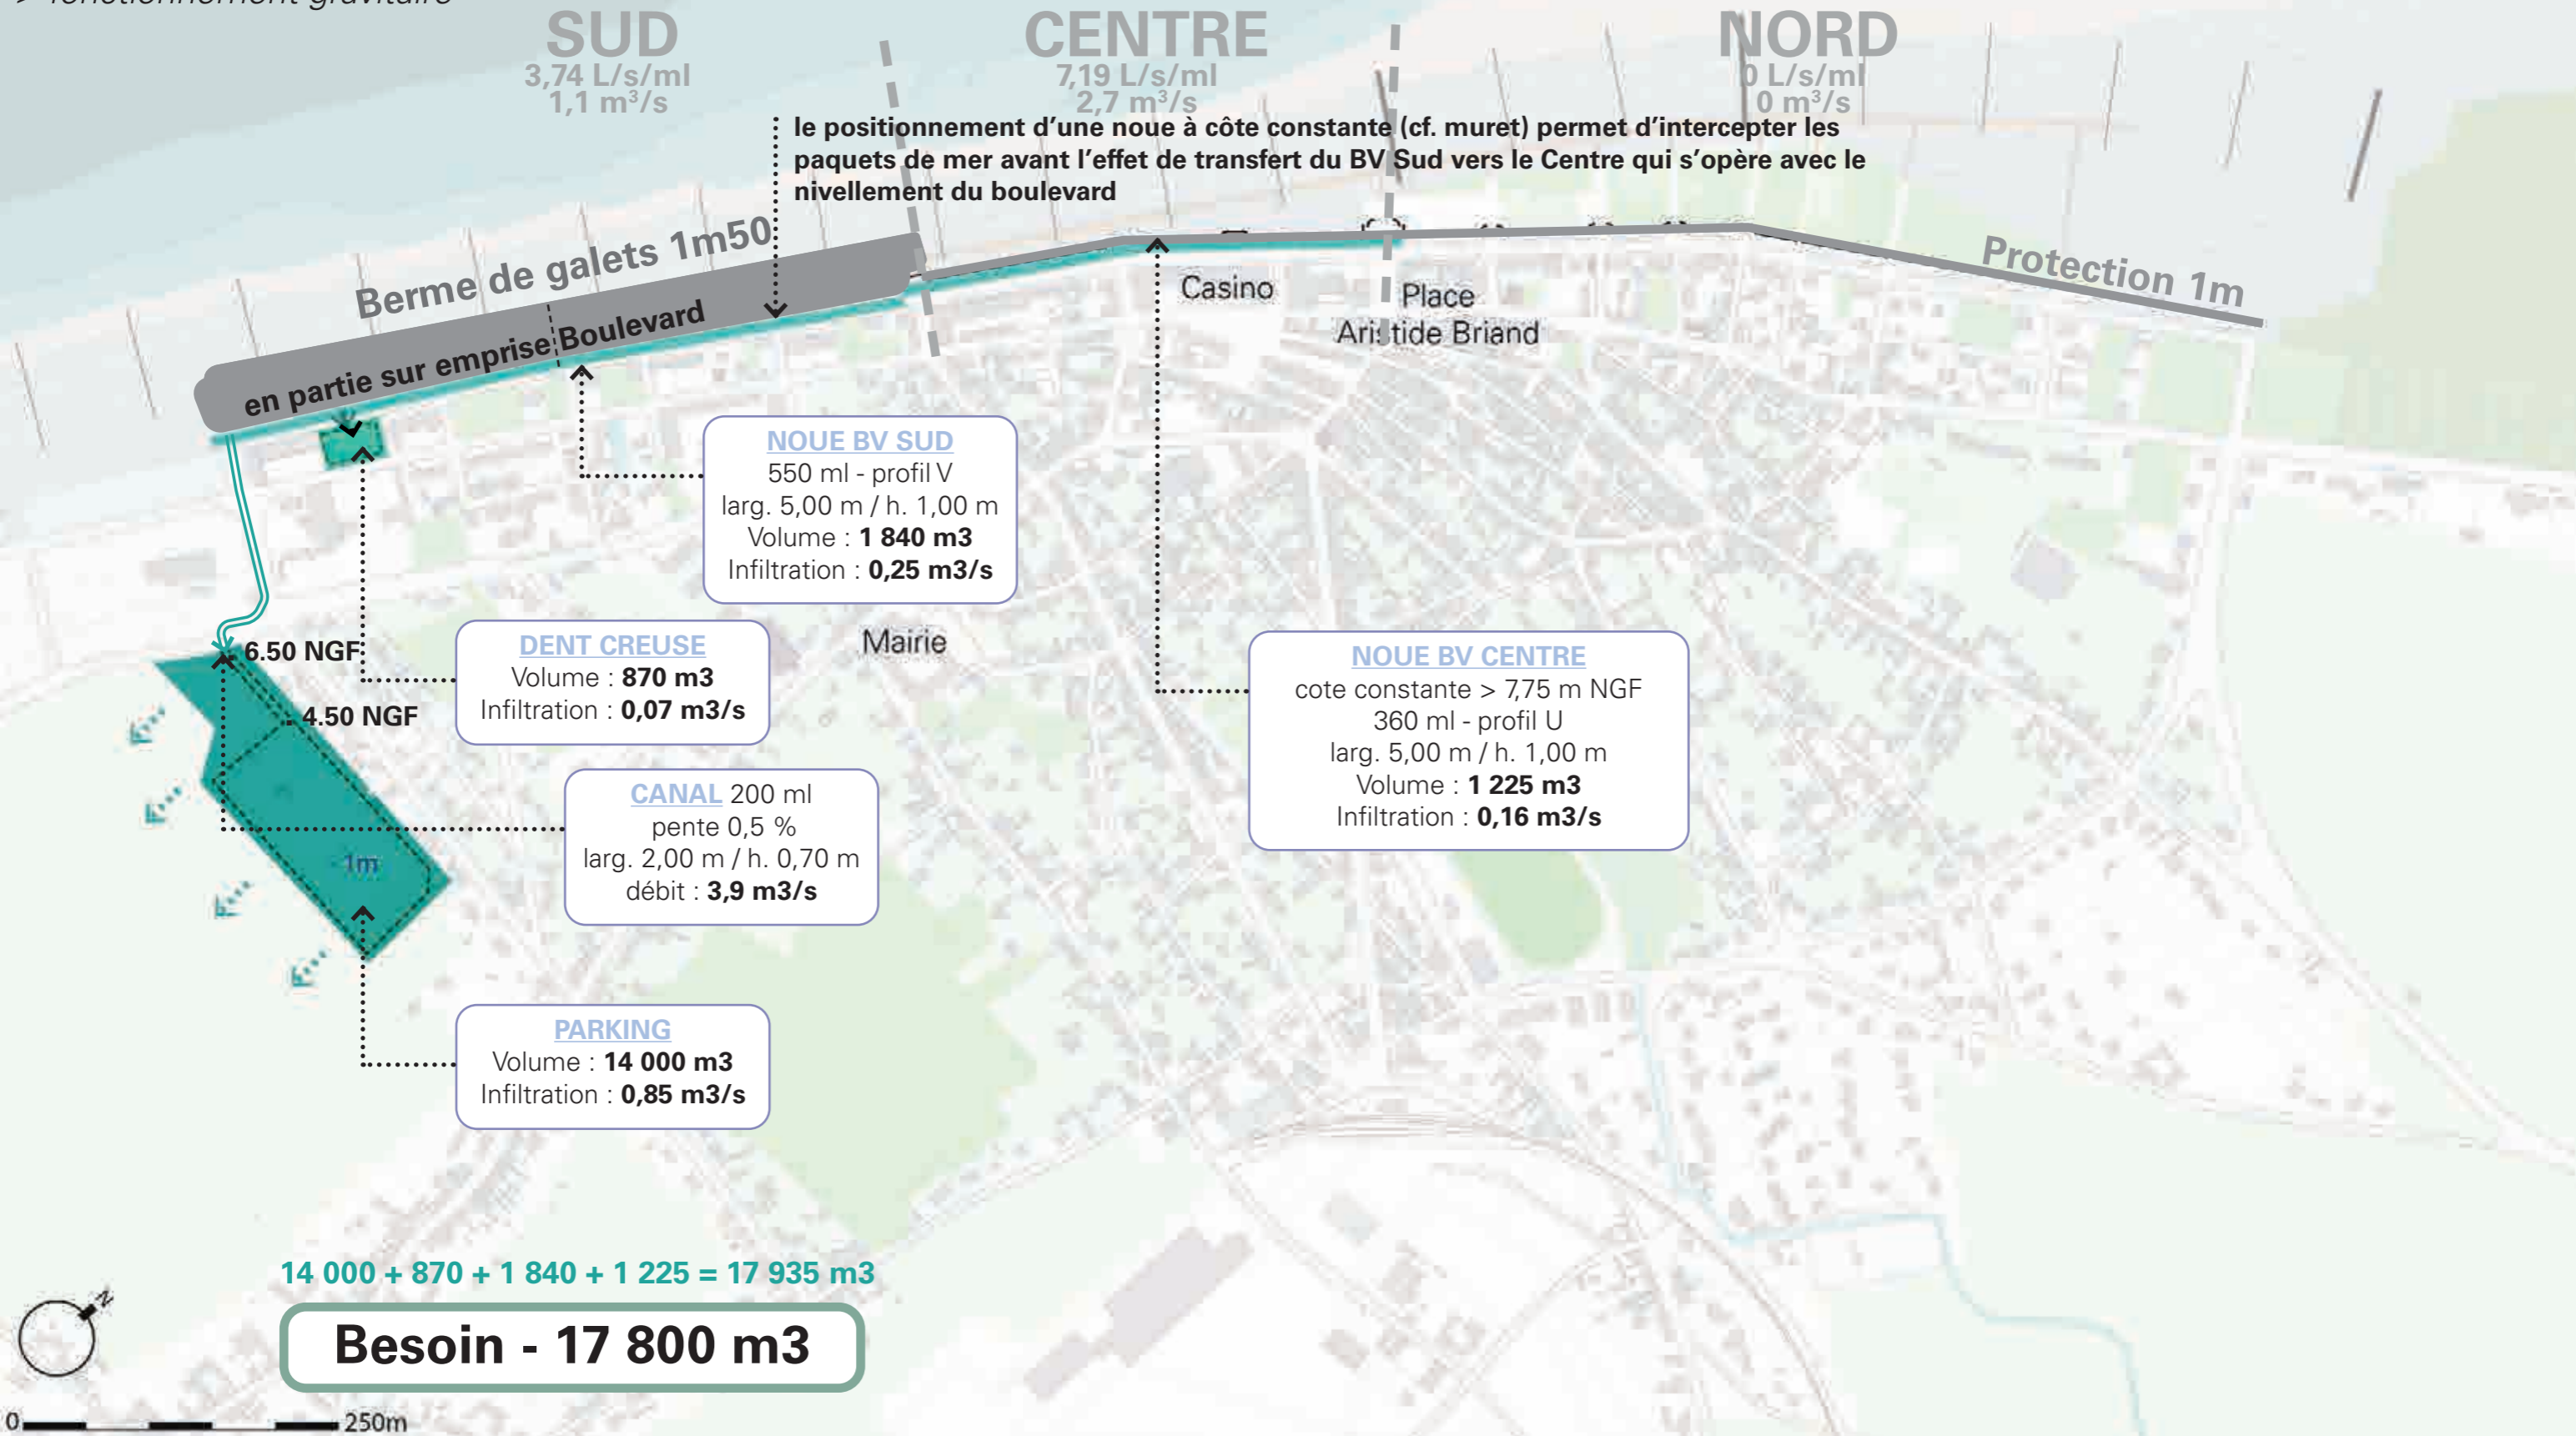 > fonctionnement gravitaire
SUD
3,74 L/s/ml
1,1 m³/s
CENTRE
7,19 L/s/ml
2,7 m³/s
NORD
0 L/s/ml
0 m³/s
le positionnement d’une noue à côte constante (cf. muret) permet d’intercepter les
paquets de mer avant l’effet de transfert du BV Sud vers le Centre qui s’opère avec le
nivellement du boulevard
Berme de galets 1m50
en partie sur emprise Boulevard
Protection 1m
Casino
Place
Aristide Briand
NOUE BV SUD
550 ml - profil V
larg. 5,00 m / h. 1,00 m
Volume : 1 840 m3
Infiltration : 0,25 m3/s
Mairie
6.50 NGF
4.50 NGF
DENT CREUSE
Volume : 870 m3
Infiltration : 0,07 m3/s
NOUE BV CENTRE
cote constante > 7,75 m NGF
360 ml - profil U
larg. 5,00 m / h. 1,00 m
Volume : 1 225 m3
Infiltration : 0,16 m3/s
CANAL 200 ml
pente 0,5 %
larg. 2,00 m / h. 0,70 m
débit : 3,9 m3/s
- 1m
PARKING
Volume : 14 000 m3
Infiltration : 0,85 m3/s
14 000 + 870 + 1 840 + 1 225 = 17 935 m3
Besoin - 17 800 m3
N
0 250m